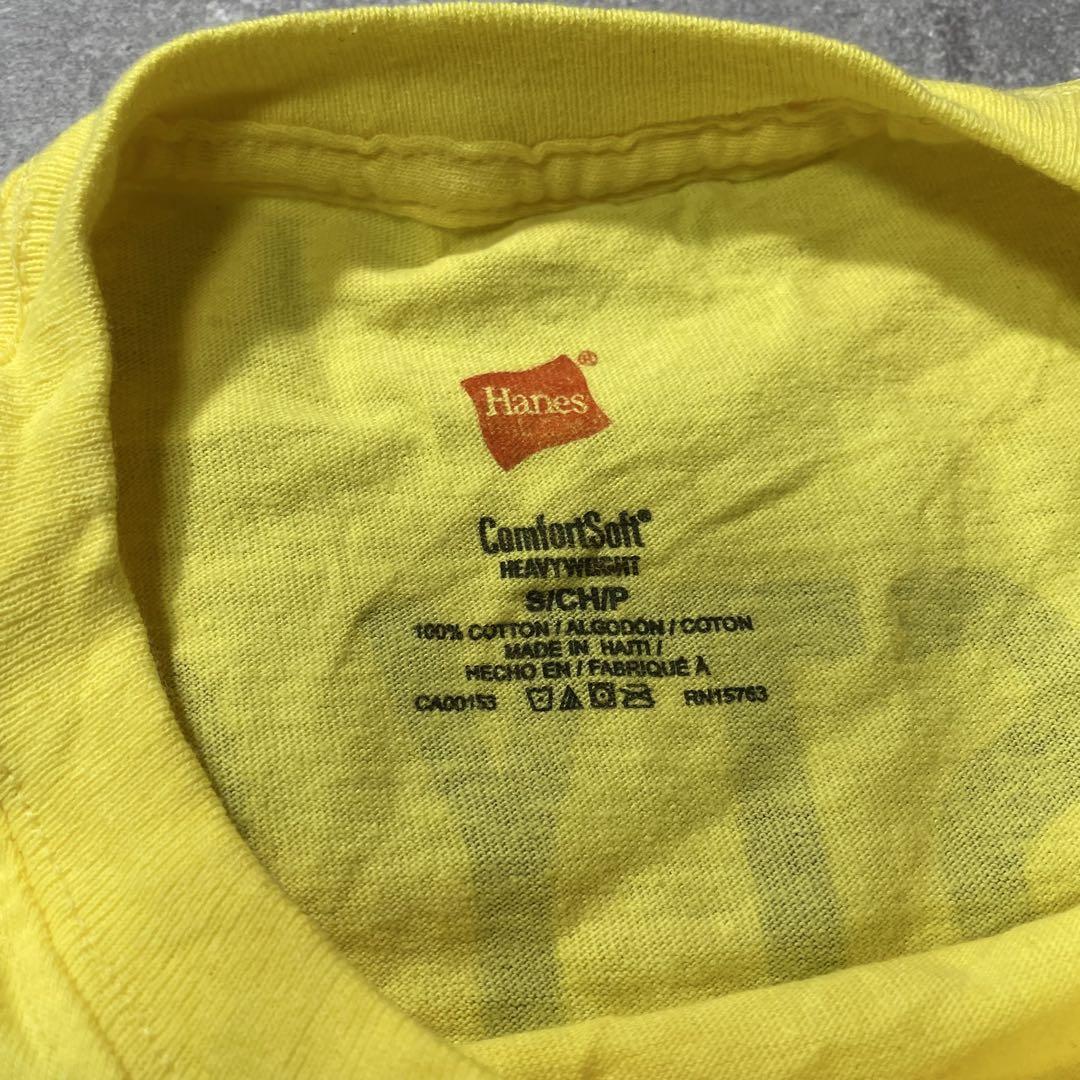 Hanes®
ComfortSoft®
HEAVYWEIGHT
S/CH/P
100% COTTON / ALGODÓN / COTON
MADE IN HAITI /
HECHO EN / FABRIQUÉ À
CA00153 RN15763